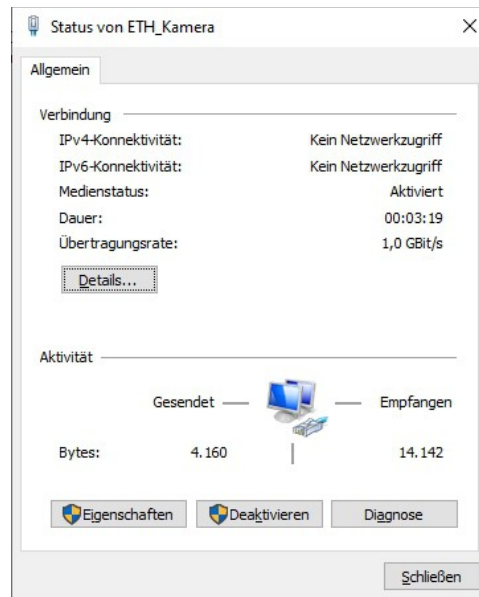 Status von ETH_Kamera
Allgemein
Verbindung
IPv4-Konnektivität: Kein Netzwerkzugriff
IPv6-Konnektivität: Kein Netzwerkzugriff
Medienstatus: Aktiviert
Dauer: 00:03:19
Übertragungsrate: 1,0 GBit/s
Details...
Aktivität
Gesendet Empfangen
Bytes: 4.160 14.142
Eigenschaften Deaktivieren Diagnose
Schließen